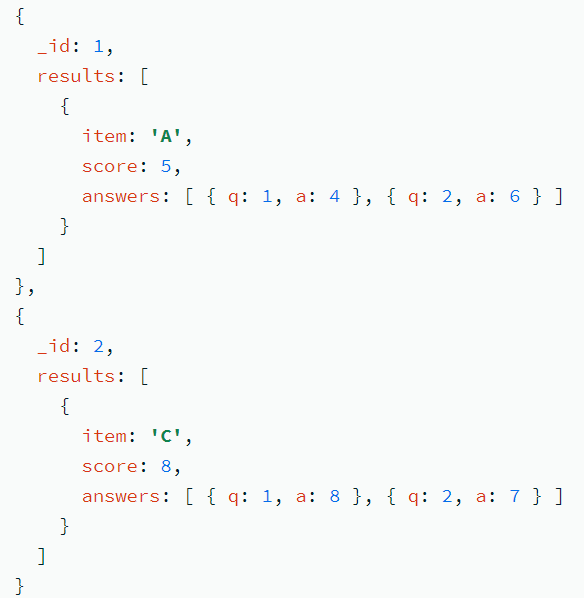 {
  _id: 1,
  results: [
    {
      item: 'A',
      score: 5,
      answers: [ { q: 1, a: 4 }, { q: 2, a: 6 } ]
    }
  ]
},
{
  _id: 2,
  results: [
    {
      item: 'C',
      score: 8,
      answers: [ { q: 1, a: 8 }, { q: 2, a: 7 } ]
    }
  ]
}